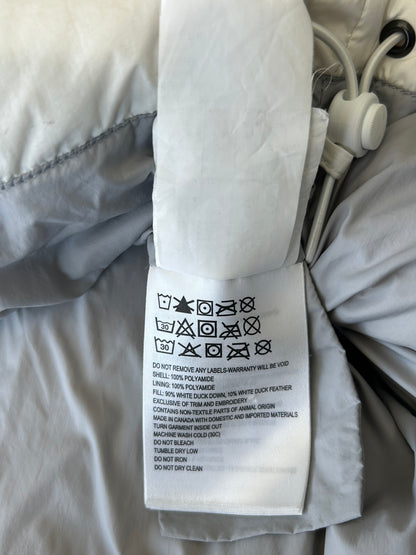 30
30
DO NOT REMOVE ANY LABELS-WARRANTY WILL BE VOID
SHELL: 100% POLYAMIDE
LINING: 100% POLYAMIDE
FILL: 90% WHITE DUCK DOWN, 10% WHITE DUCK FEATHER
EXCLUSIVE OF TRIM AND EMBROIDERY
CONTAINS NON-TEXTILE PARTS OF ANIMAL ORIGIN
MADE IN CANADA WITH DOMESTIC AND IMPORTED MATERIALS
TURN GARMENT INSIDE OUT
MACHINE WASH COLD (30C)
DO NOT BLEACH
TUMBLE DRY LOW
DO NOT IRON
DO NOT DRY CLEAN